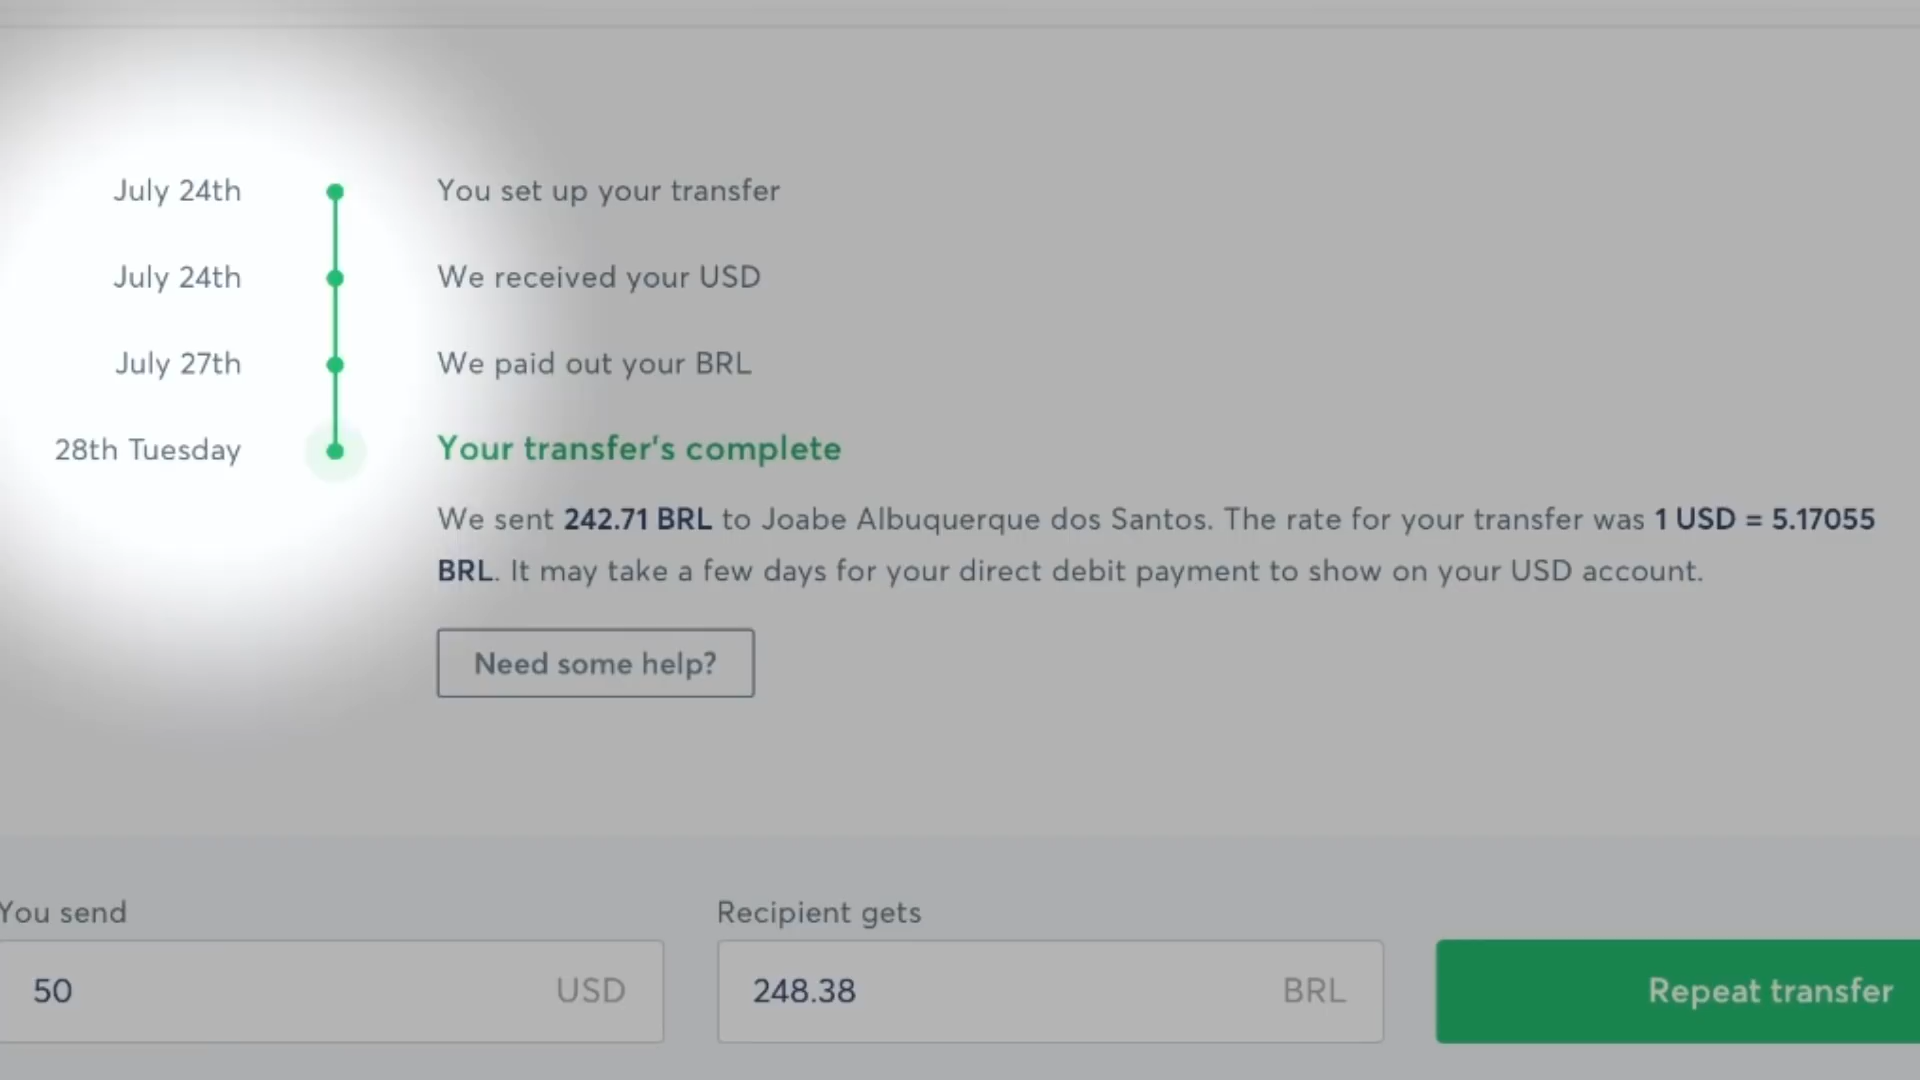 July 24th You set up your transfer
July 24th We received your USD
July 27th We paid out your BRL
28th Tuesday Your transfer's complete
We sent 242.71 BRL to Joabe Albuquerque dos Santos. The rate for your transfer was 1 USD = 5.17055
BRL. It may take a few days for your direct debit payment to show on your USD account.
Need some help?
You send Recipient gets
50 USD 248.38 BRL Repeat transfer